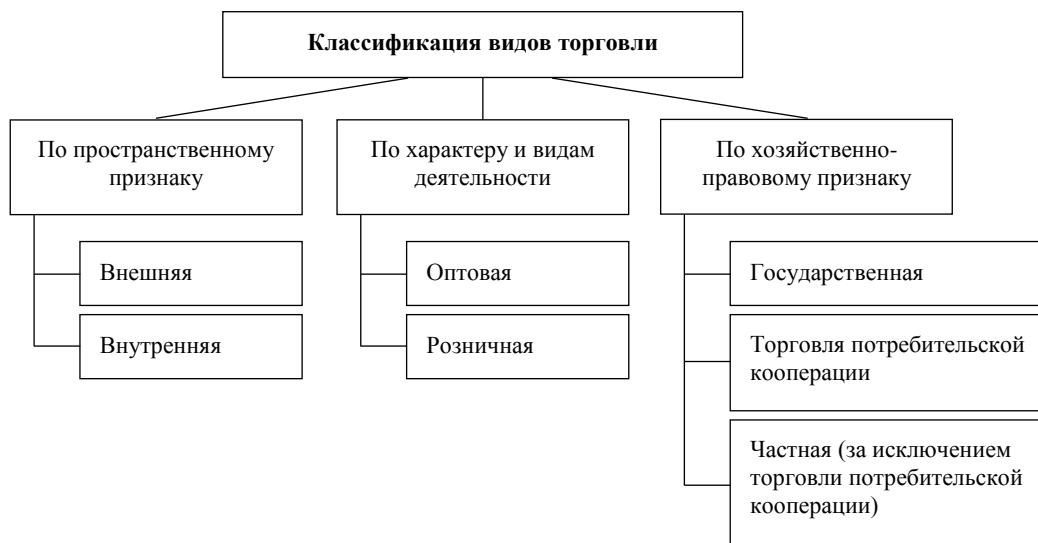 Классификация видов торговли
По пространственному
признаку
Внешняя
Внутренняя
По характеру и видам
деятельности
Оптовая
Розничная
По хозяйственно-
правовому признаку
Государственная
Торговля потребительской
кооперации
Частная (за исключением
торговли потребительской
кооперации)